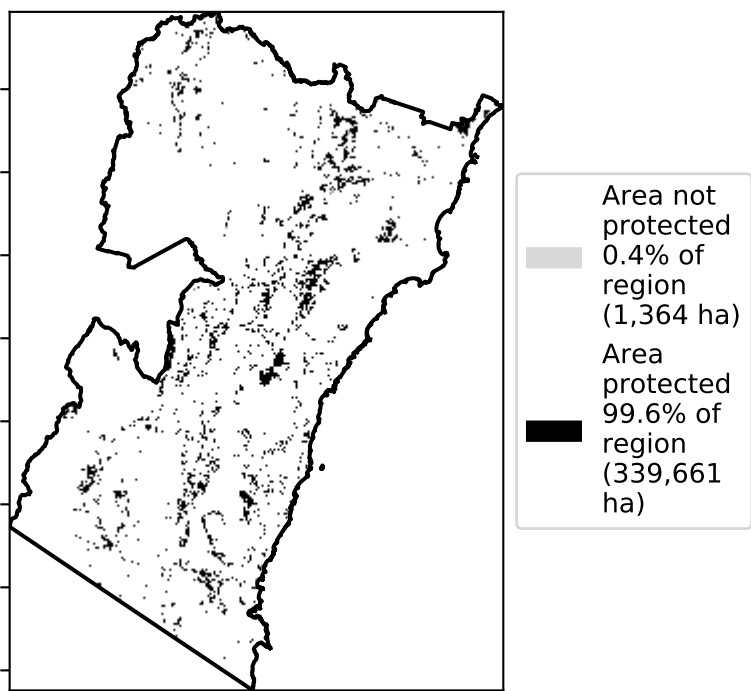 Area not
protected
0.4% of
region
(1,364 ha)
Area
protected
99.6% of
region
(339,661
ha)